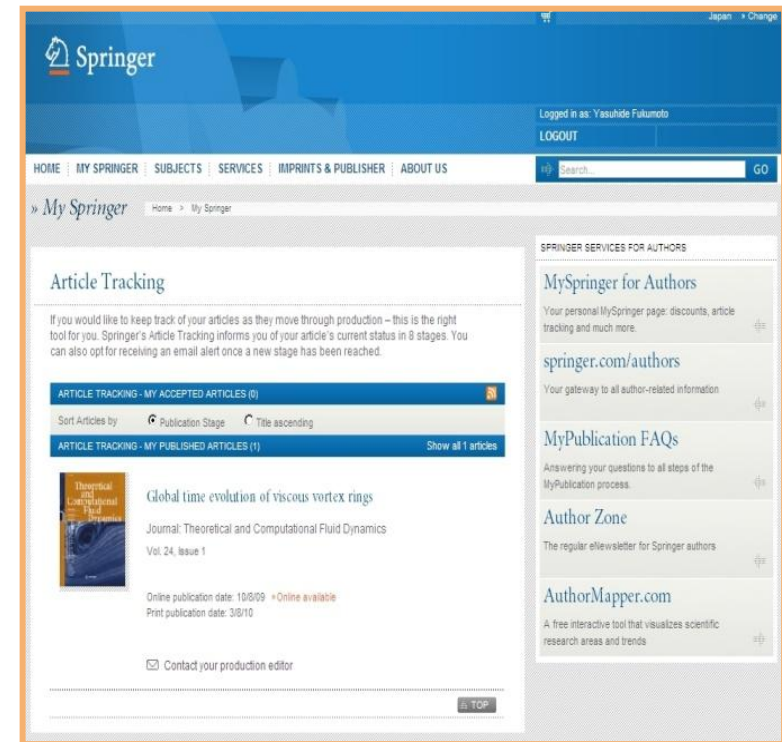 Japan » Change
Springer
Logged in as: Yasuhide Fukumoto
LOGOUT
HOME MY SPRINGER SUBJECTS SERVICES IMPRINTS & PUBLISHER ABOUT US
Search... GO
» My Springer Home > My Springer
Article Tracking
If you would like to keep track of your articles as they move through production – this is the right
tool for you. Springer's Article Tracking informs you of your article's current status in 8 stages. You
can also opt for receiving an email alert once a new stage has been reached.
ARTICLE TRACKING - MY ACCEPTED ARTICLES (0)
Sort Articles by Publication Stage Title ascending
ARTICLE TRACKING - MY PUBLISHED ARTICLES (1) Show all 1 articles
Theoretical
and
Computational
Fluid
Dynamics
Global time evolution of viscous vortex rings
Journal: Theoretical and Computational Fluid Dynamics
Vol. 24, Issue 1
Online publication date: 10/8/09 »Online available
Print publication date: 3/8/10
Contact your production editor
TOP
SPRINGER SERVICES FOR AUTHORS
MySpringer for Authors
Your personal MySpringer page: discounts, article
tracking and much more.
springer.com/authors
Your gateway to all author-related information
MyPublication FAQs
Answering your questions to all steps of the
MyPublication process.
Author Zone
The regular eNewsletter for Springer authors
AuthorMapper.com
A free interactive tool that visualizes scientific
research areas and trends